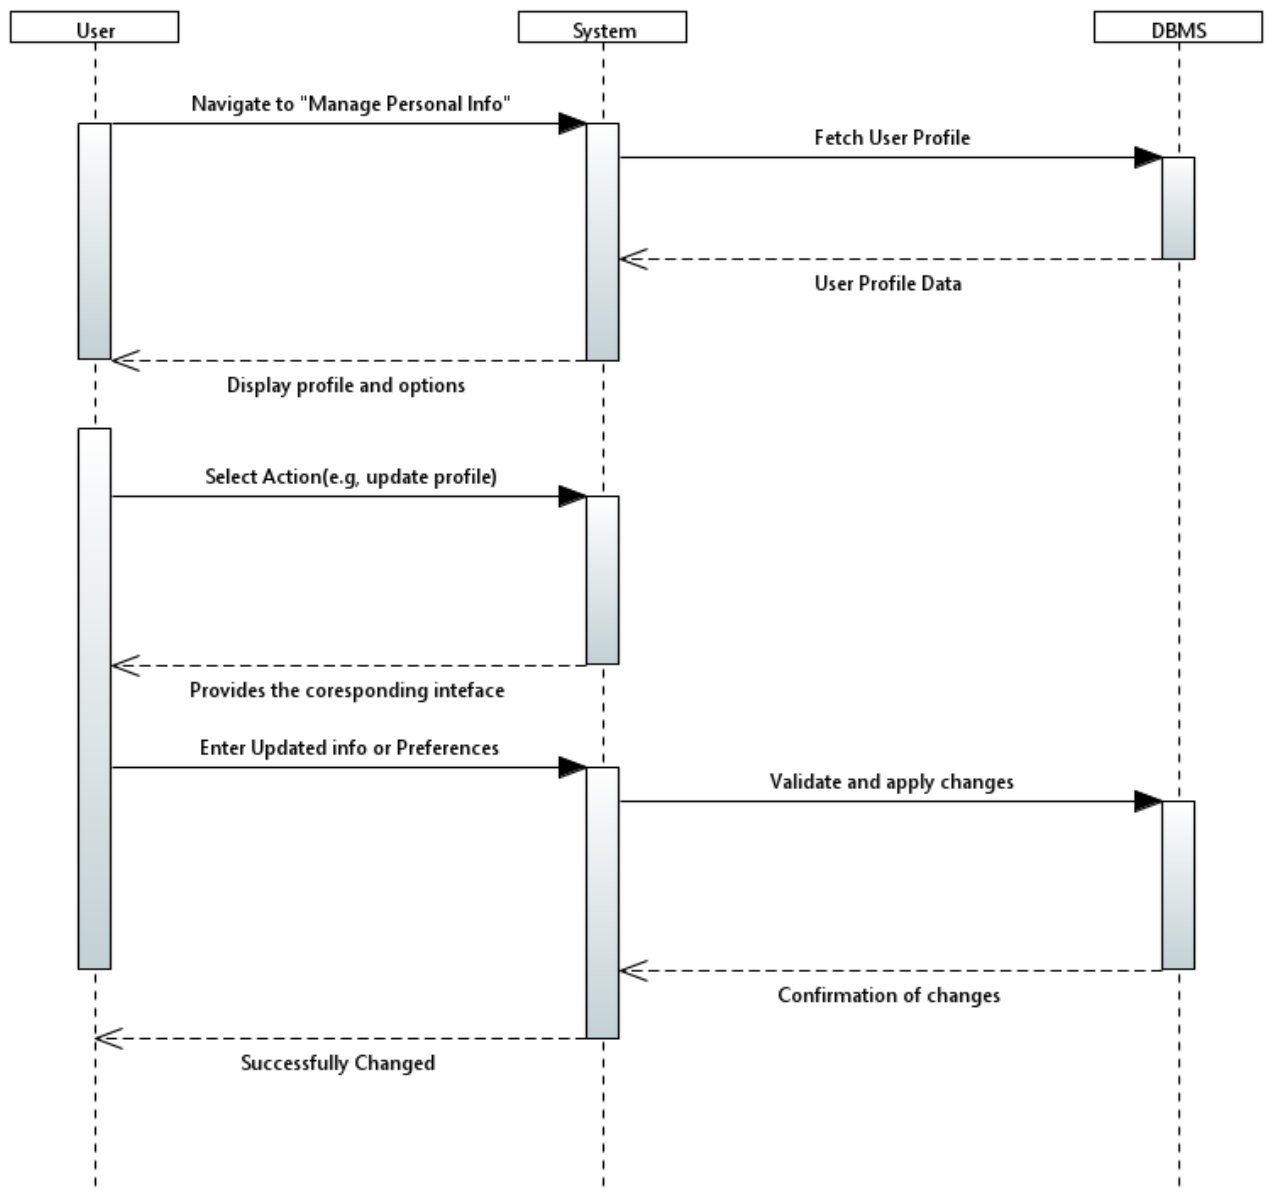 User
System
DBMS
Navigate to "Manage Personal Info"
Fetch User Profile
User Profile Data
Display profile and options
Select Action(e.g, update profile)
Provides the coresponding inteface
Enter Updated info or Preferences
Validate and apply changes
Confirmation of changes
Successfully Changed